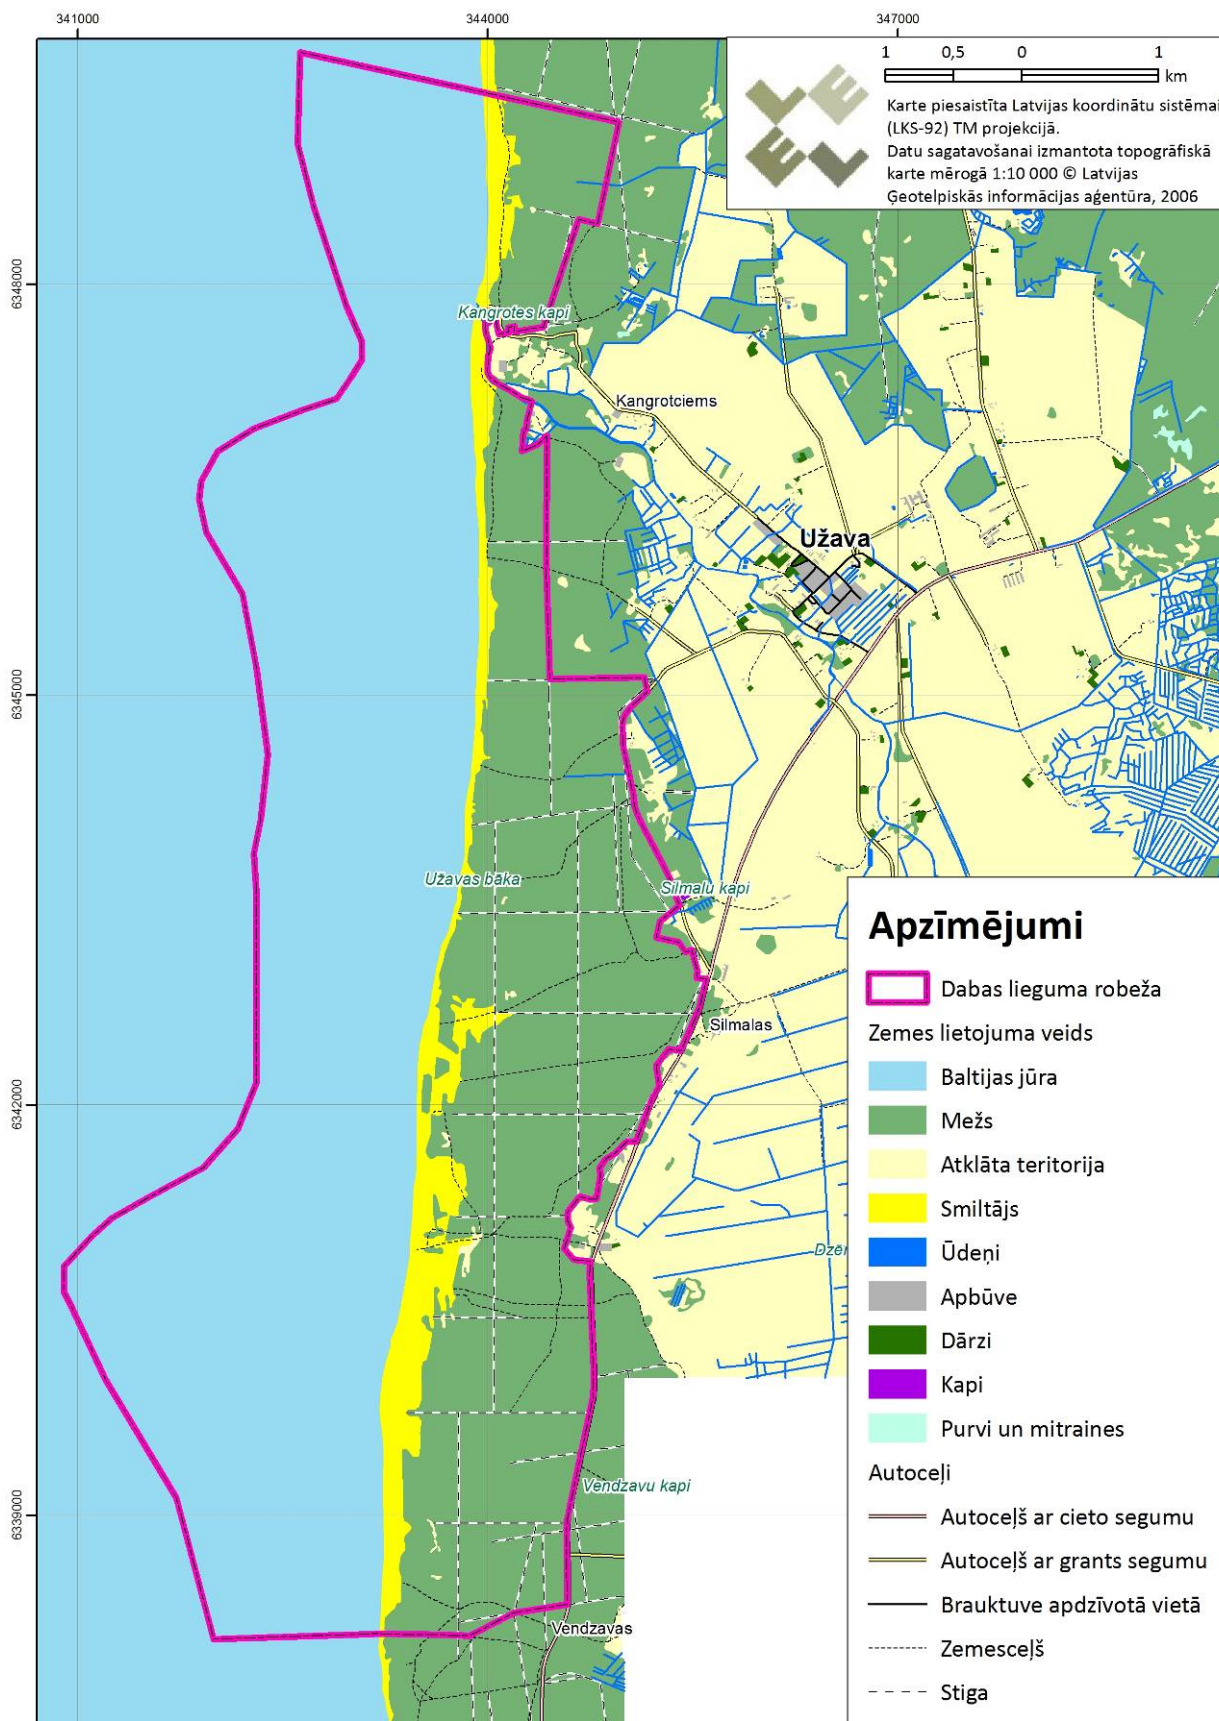 341000
344000
347000
1 0,5 0 1
km
Karte piesaistīta Latvijas koordinātu sistēmai
(LKS-92) TM projekcijā.
Datu sagatavošanai izmantota topogrāfiskā
karte mērogā 1:10 000 © Latvijas
Ģeotelpiskās informācijas aģentūra, 2006
6348000
Kangrotes kapi
Kangrotciems
Užava
6345000
Užavas bāka
Silmalu kapi
Silmalas
6342000
Vendzavu kapi
6339000
Vendzavas
Apzīmējumi
Dabas lieguma robeža
Zemes lietojuma veids
Baltijas jūra
Mežs
Atklāta teritorija
Smiltājs
Ūdeņi
Apbūve
Dārzi
Kapi
Purvi un mitraines
Autoceļi
Autoceļš ar cieto segumu
Autoceļš ar grants segumu
Brauktuve apdzīvotā vietā
Zemesceļš
Stiga